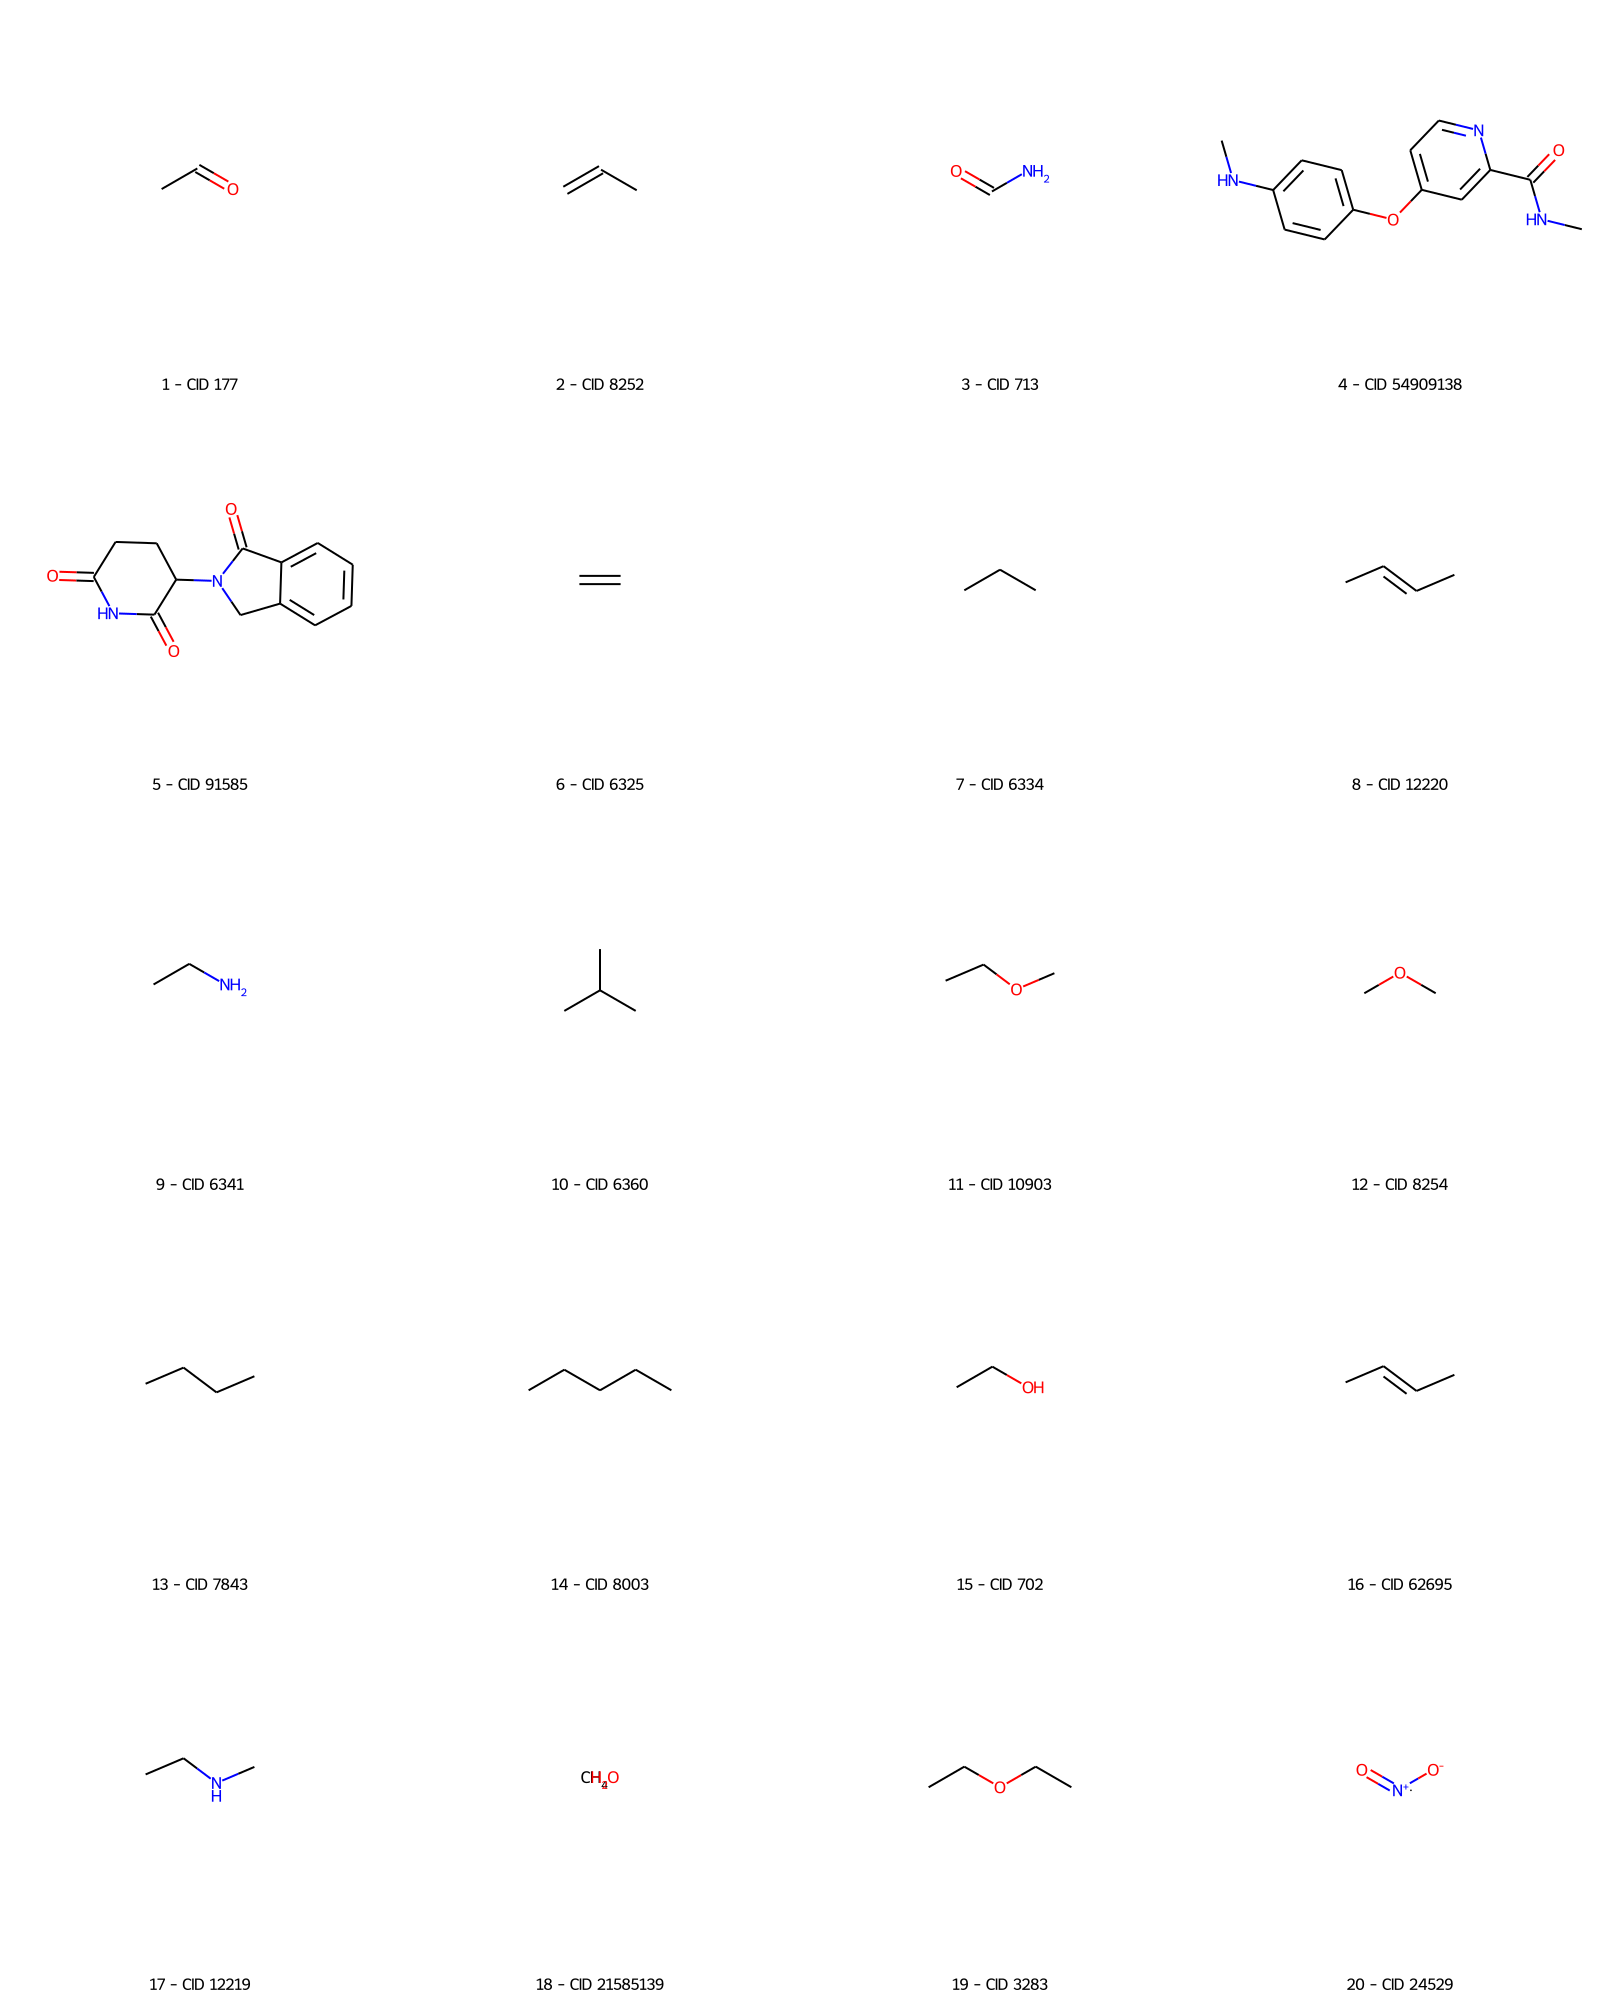 O
O NH2
HN O N O HN
1 - CID 177
2 - CID 8252
3 - CID 713
4 - CID 54909138
O O HN O N
5 - CID 91585
6 - CID 6325
7 - CID 6334
8 - CID 12220
NH2
O
O
9 - CID 6341
10 - CID 6360
11 - CID 10903
12 - CID 8254
OH
13 - CID 7843
14 - CID 8003
15 - CID 702
16 - CID 62695
N
H
O
O N+. O-
17 - CID 12219
18 - CID 21585139
19 - CID 3283
20 - CID 24529